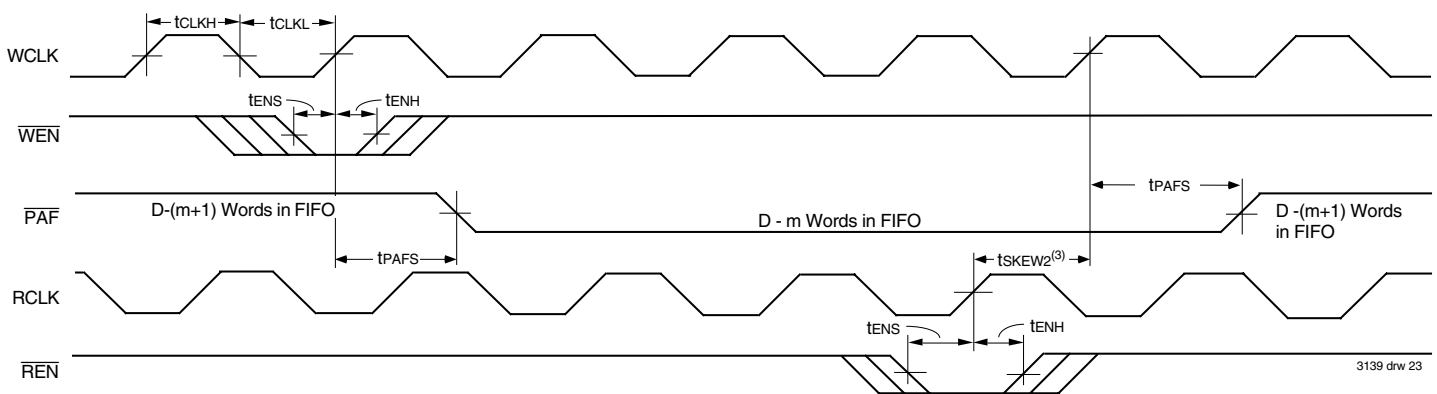 tCLKH
tCLKL
WCLK
tENS
tENH
WEN
tPAFS
PAF
D-(m+1) Words in FIFO
D - m Words in FIFO
D -(m+1) Words
in FIFO
tPAFS
tSKEW2(3)
RCLK
tENS
tENH
REN
3139 drw 23